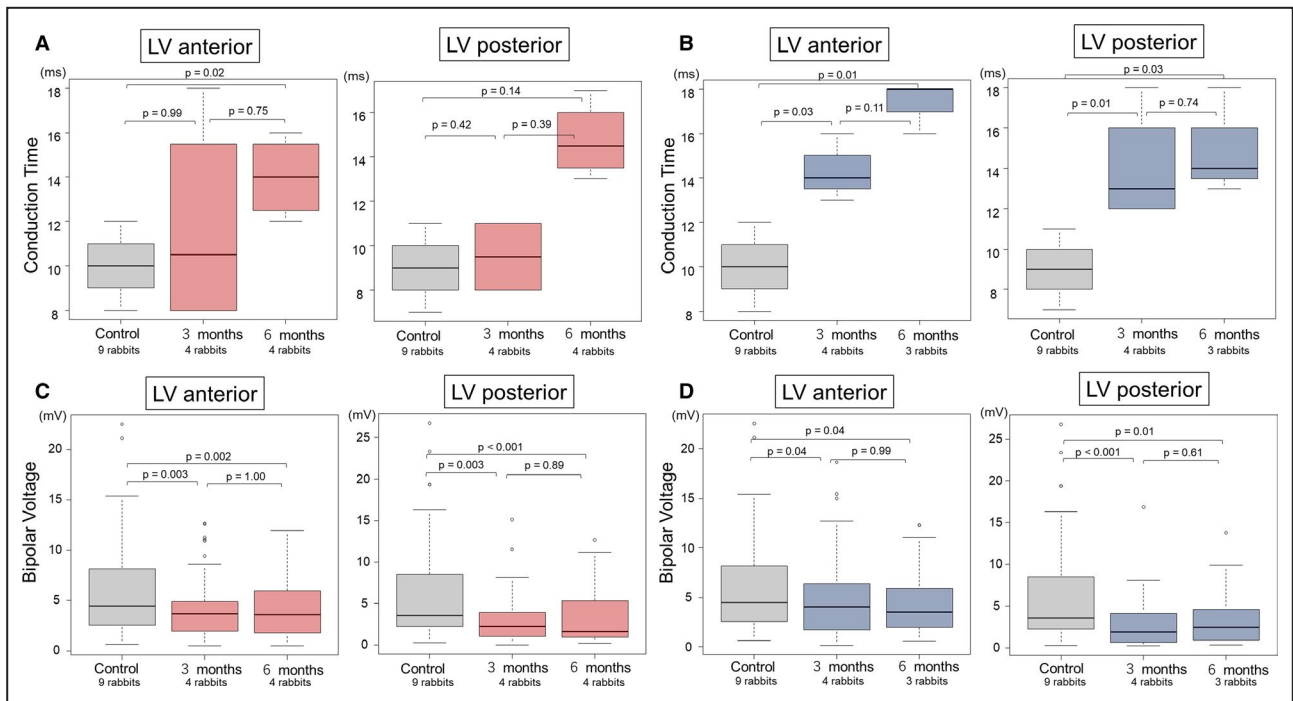 A
LV anterior
(ms)
Conduction Time
18
16
14
12
10
8
p = 0.02
p = 0.99
p = 0.75
Control
3 months
6 months
9 rabbits
4 rabbits
4 rabbits
LV posterior
(ms)
18
16
14
12
10
8
p = 0.14
p = 0.42
p = 0.39
Control
3 months
6 months
9 rabbits
4 rabbits
4 rabbits
B
LV anterior
(ms)
Conduction Time
18
16
14
12
10
8
p = 0.01
p = 0.03
p = 0.11
Control
3 months
6 months
9 rabbits
4 rabbits
3 rabbits
LV posterior
(ms)
18
16
14
12
10
8
p = 0.03
p = 0.01
p = 0.74
Control
3 months
6 months
9 rabbits
4 rabbits
3 rabbits
C
LV anterior
(mV)
Bipolar Voltage
20
15
10
5
0
p = 0.002
p = 0.003
p = 1.00
Control
3 months
6 months
9 rabbits
4 rabbits
4 rabbits
LV posterior
(mV)
25
20
15
10
5
0
p < 0.001
p = 0.003
p = 0.89
Control
3 months
6 months
9 rabbits
4 rabbits
4 rabbits
D
LV anterior
(mV)
Bipolar Voltage
20
15
10
5
0
p = 0.04
p = 0.04
p = 0.99
Control
3 months
6 months
9 rabbits
4 rabbits
3 rabbits
LV posterior
(mV)
25
20
15
10
5
0
p = 0.01
p < 0.001
p = 0.61
Control
3 months
6 months
9 rabbits
4 rabbits
3 rabbits